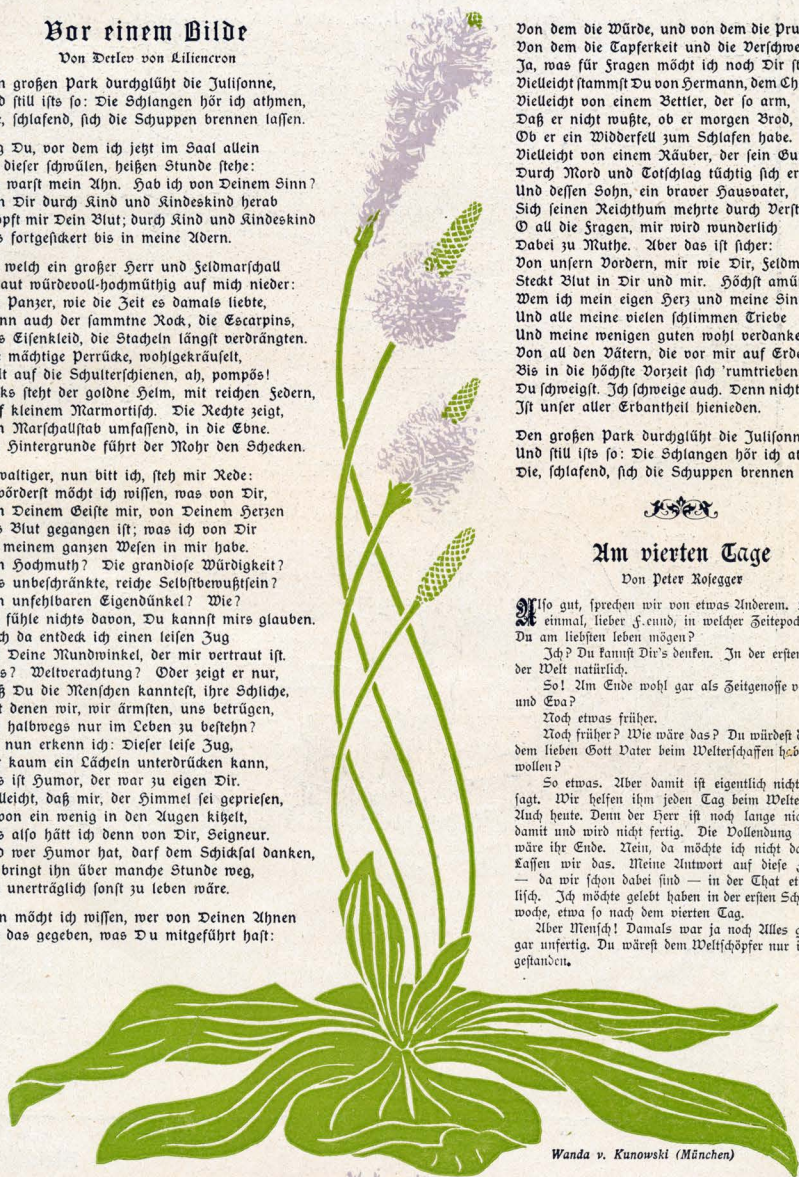 Vor einem Bilde
Von Detlev von Liliencron
großen Park durchglüht die Julisonne,
still ists so: Die Schlangen hör ich athmen,
schlafend, sich die Schuppen brennen lassen.
Du, vor dem ich jetzt im Saal allein
dieser schwülen, heißen Stunde stehe:
warst mein Ahn. Hab ich von Deinem Sinn?
Dir durch Kind und Kindeskind herab
mir Dein Blut; durch Kind und Kindeskind
fortgesickert bis in meine Adern.
welch ein großer Herr und Feldmarschall
würdevoll-hochmüthig auf mich nieder:
Panzer, wie die Zeit es damals liebte,
auch der sammtne Rock, die Escarpins,
Eisenkleid, die Stacheln längst verdrängten.
mächtige Perrücke, wohlgekräuselt,
auf die Schulterschienen, ah, pompös!
steht der goldne Helm, mit reichen Federn,
kleinem Marmortisch. Die Rechte zeigt,
Marschallstab umfassend, in die Ebne.
Hintergrunde führt der Mohr den Schecken.
nun bitt ich, steh mir Rede:
möcht ich wissen, was von Dir,
Deinem Geiste mir, von Deinem Herzen
Blut gegangen ist; was ich von Dir
meinem ganzen Wesen in mir habe.
Hochmuth? Die grandiose Würdigkeit?
unbeschränkte, reiche Selbstbewußtsein?
unfehlbaren Eigendünkel? Wie?
fühle nichts davon, Du kannst mirs glauben.
da entdeck ich einen leisen Zug
Deine Mundwinkel, der mir vertraut ist.
Weltverachtung? Oder zeigt er nur,
Du die Menschen kanntest, ihre Schliche,
denen wir, wir ärmsten, uns betrügen,
halbwegs nur im Leben zu bestehn?
nun erkenn ich: Dieser leise Zug,
kaum ein Lächeln unterdrücken kann,
ist Humor, der war zu eigen Dir.
daß mir, der Himmel sei gepriesen,
ein wenig in den Augen kitzelt,
also hätt ich denn von Dir, Seigneur.
wer Humor hat, darf dem Schicksal danken,
bringt ihn über manche Stunde weg,
unerträglich sonst zu leben wäre.
möcht ich wissen, wer von Deinen Ahnen
das gegeben, was Du mitgeführt hast:
Von dem die Würde, und von dem die
Von dem die Tapferkeit und die
Ja, was für Fragen möcht ich noch Dir
Vielleicht stammst Du von Hermann, dem
Vielleicht von einem Bettler, der so arm,
Daß er nicht wußte, ob er morgen Brod,
Ob er ein Widderfell zum Schlafen habe.
Vielleicht von einem Räuber, der sein
Durch Mord und Totschlag tüchtig sich
Und dessen Sohn, ein braver Hausvater,
Sich seinen Reichthum mehrte durch
O all die Fragen, mir wird wunderlich
Dabei zu Muthe. Aber das ist sicher:
Von unsern Vordern, mir wie Dir,
Steckt Blut in Dir und mir. Höchst
Wem ich mein eigen Herz und meine
Und alle meine vielen schlimmen Triebe
Und meine wenigen guten wohl
Von all den Vätern, die vor mir auf
Bis in die höchste Vorzeit sich 'rumtrieben
Du schweigst. Ich schweige auch. Denn
Ist unser aller Erbantheil hienieden.
Den großen Park durchglüht die
Und still ists so: Die Schlangen hör ich
Die, schlafend, sich die Schuppen brennen
Am vierten Tage
Von Peter Rosegger
Also gut, sprechen wir von etwas Anderem.
einmal, lieber in welcher
Du am liebsten leben mögen?
Ich? Du kannst Dir's denken. In der
der Welt natürlich.
So! Am Ende wohl gar als Zeitgenosse
und Eva?
Noch etwas früher.
Noch früher? Wie wäre das? Du würdest
dem lieben Gott Vater beim Welterschaffen
wollen?
So etwas. Aber damit ist eigentlich
Wir helfen ihm jeden Tag beim
Auch heute. Denn der Herr ist noch lange
damit und wird nicht fertig. Die Vollendung
wäre ihr Ende. Nein, da möchte ich nicht
Lassen wir das. Meine Antwort auf diese
— da wir schon dabei sind — in der That
Ich möchte gelebt haben in der ersten
etwa so nach dem vierten Tag.
Aber Mensch! Damals war ja noch Alles
gar unfertig. Du wärest dem Weltschöpfer nur
gestanden.
Wanda v. Kunowski (München)